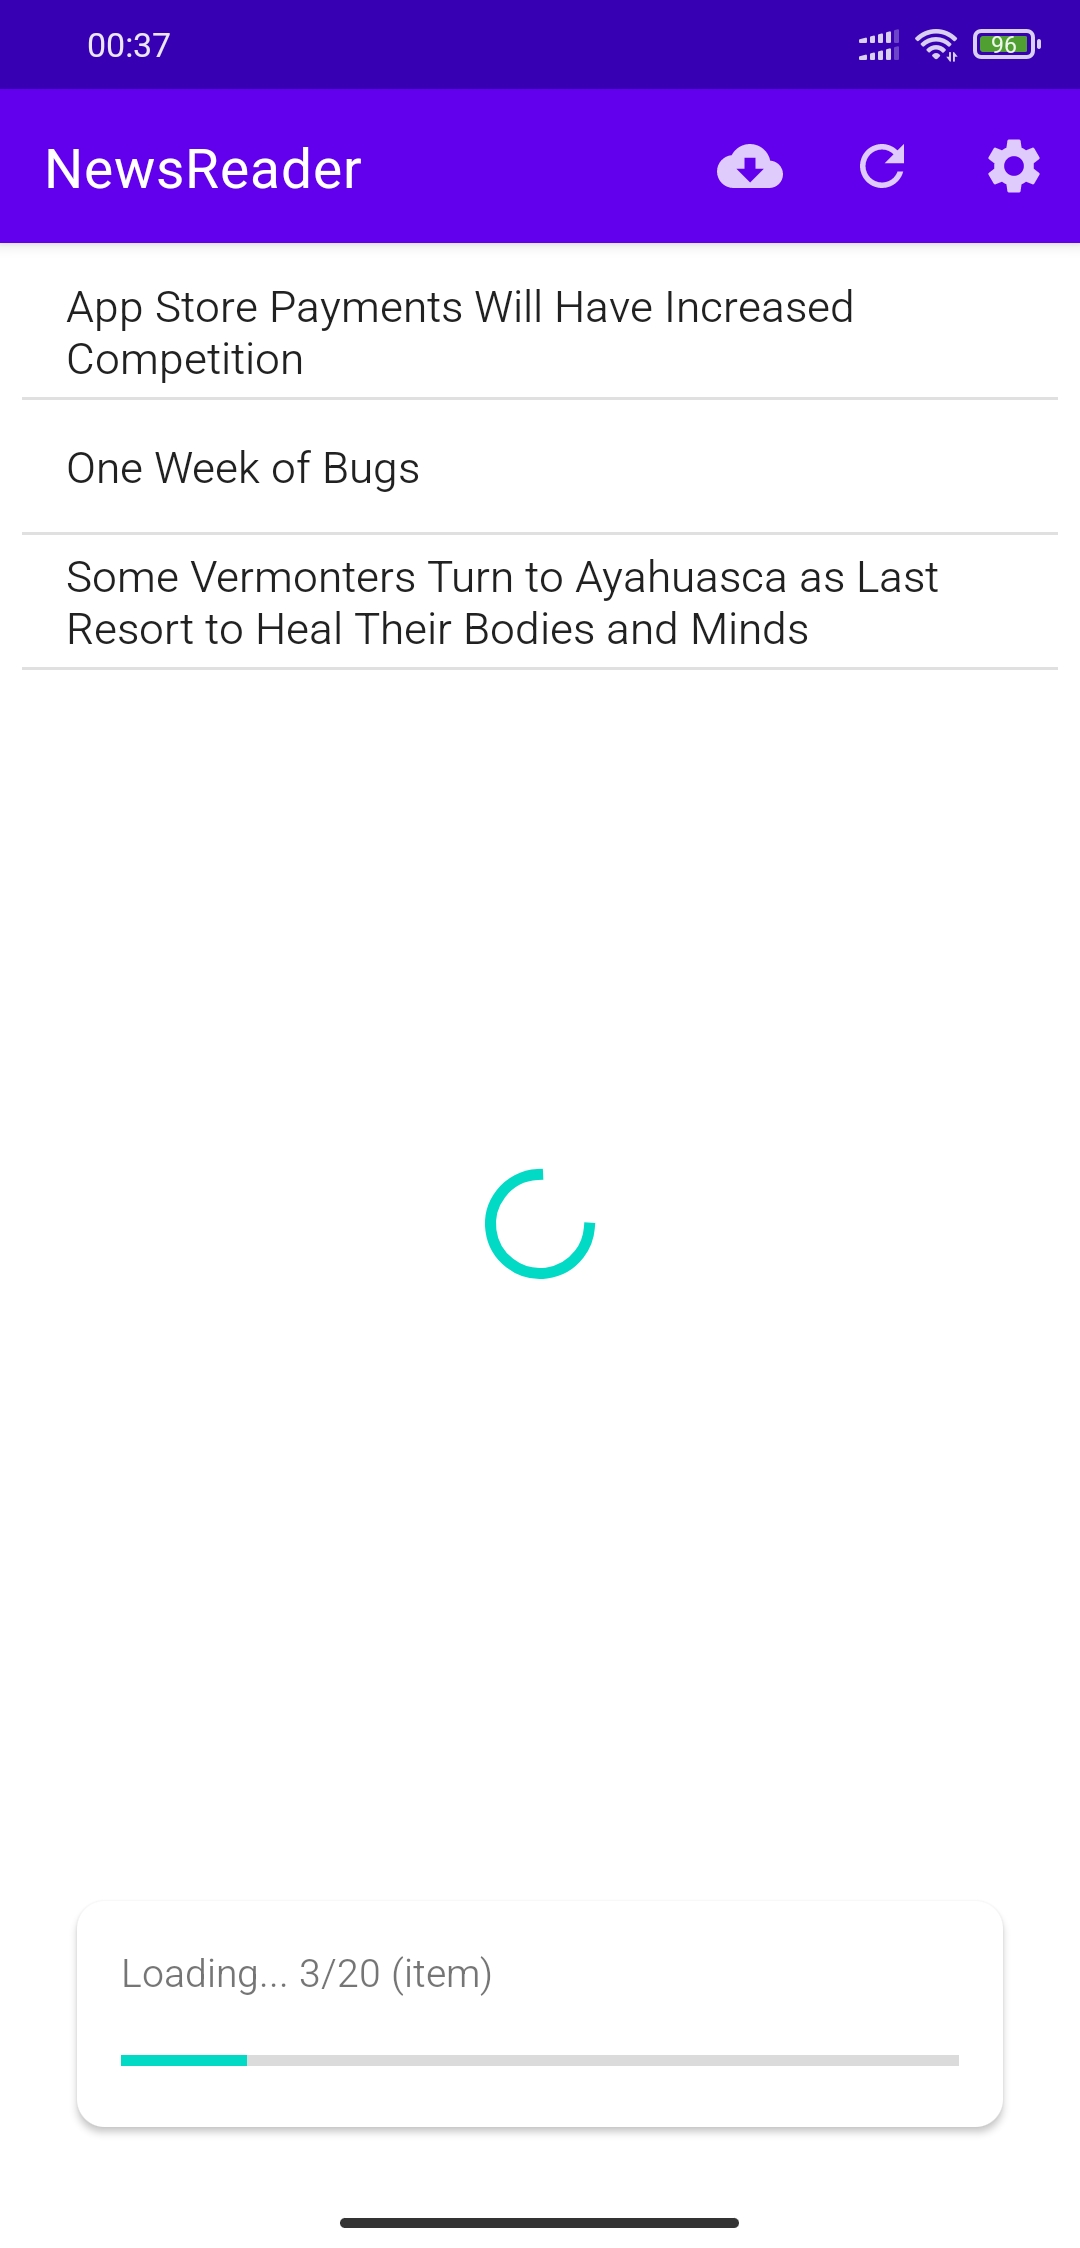 00:37
96
NewsReader
App Store Payments Will Have Increased
Competition
One Week of Bugs
Some Vermonters Turn to Ayahuasca as Last
Resort to Heal Their Bodies and Minds
Loading... 3/20 (item)